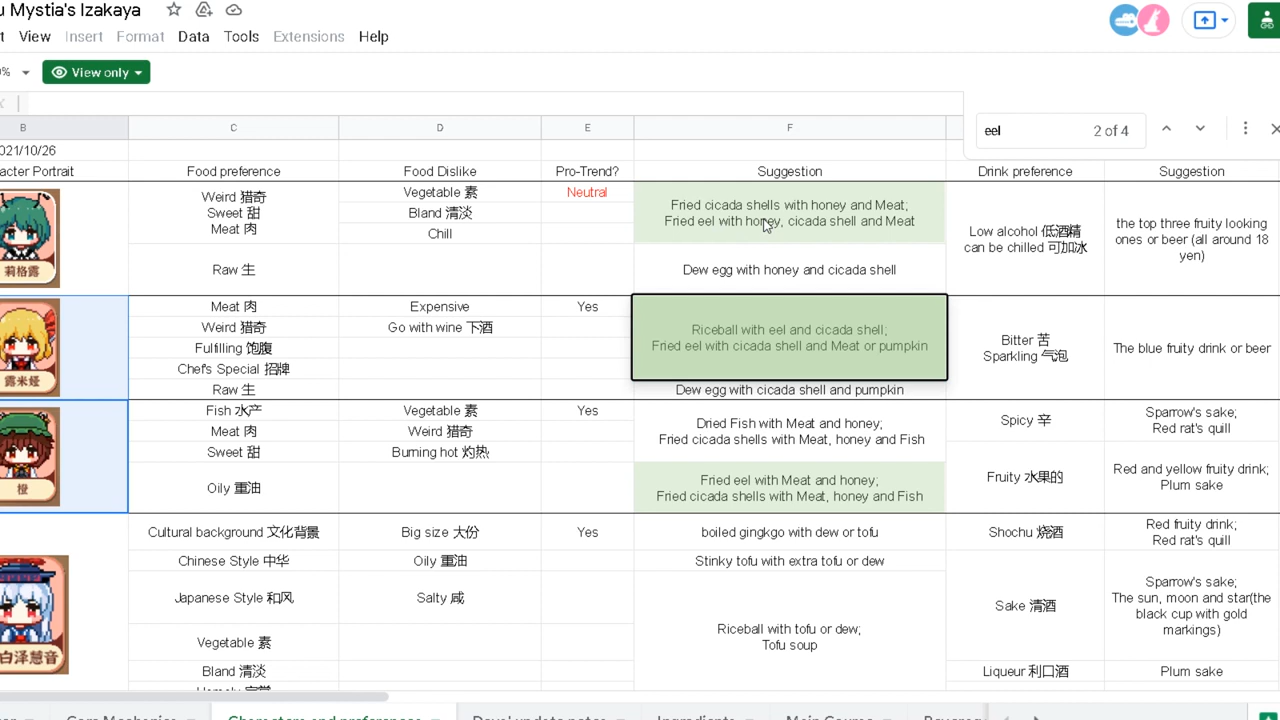 u Mystia's Izakaya
t View Insert Format Data Tools Extensions Help
% View only
eel 2 of 4
B C D E F
021/10/26
acter Portrait Food preference Food Dislike Pro-Trend? Suggestion Drink preference Suggestion
莉格露
Weird 猎奇
Sweet 甜
Meat 肉
Raw 生
Vegetable 素
Bland 清淡
Chill
Neutral
Fried cicada shells with honey and Meat;
Fried eel with honey, cicada shell and Meat
Dew egg with honey and cicada shell
Low alcohol 低酒精
can be chilled 可加冰
the top three fruity looking
ones or beer (all around 18
yen)
露米娅
Meat 肉
Weird 猎奇
Fulfilling 饱腹
Chef's Special 招牌
Raw 生
Expensive
Go with wine 下酒
Yes
Riceball with eel and cicada shell;
Fried eel with cicada shell and Meat or pumpkin
Dew egg with cicada shell and pumpkin
Bitter 苦
Sparkling 气泡
The blue fruity drink or beer
橙
Fish 水产
Meat 肉
Sweet 甜
Oily 重油
Vegetable 素
Weird 猎奇
Burning hot 灼热
Yes
Dried Fish with Meat and honey;
Fried cicada shells with Meat, honey and Fish
Fried eel with Meat and honey;
Fried cicada shells with Meat, honey and Fish
Spicy 辛
Fruity 水果的
Sparrow's sake;
Red rat's quill
Red and yellow fruity drink;
Plum sake
白泽慧音
Cultural background 文化背景
Chinese Style 中华
Japanese Style 和风
Vegetable 素
Bland 清淡
Big size 大份
Oily 重油
Salty 咸
Yes
boiled gingkgo with dew or tofu
Stinky tofu with extra tofu or dew
Riceball with tofu or dew;
Tofu soup
Shochu 烧酒
Sake 清酒
Liqueur 利口酒
Red fruity drink;
Red rat's quill
Sparrow's sake;
The sun, moon and star(the
black cup with gold
markings)
Plum sake
Core Mechanics Characters and preferences Devs' update notes Ingredients Main Course Beverag